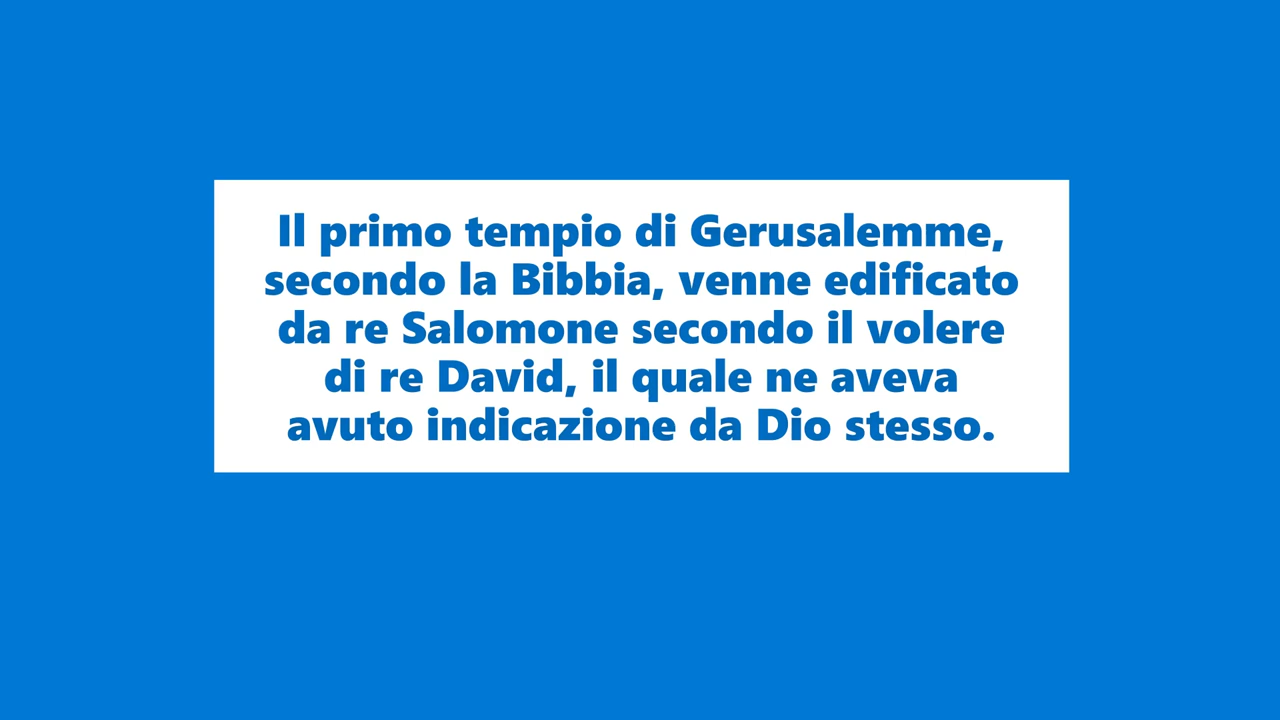 Il primo tempio di Gerusalemme,
secondo la Bibbia, venne edificato
da re Salomone secondo il volere
di re David, il quale ne aveva
avuto indicazione da Dio stesso.